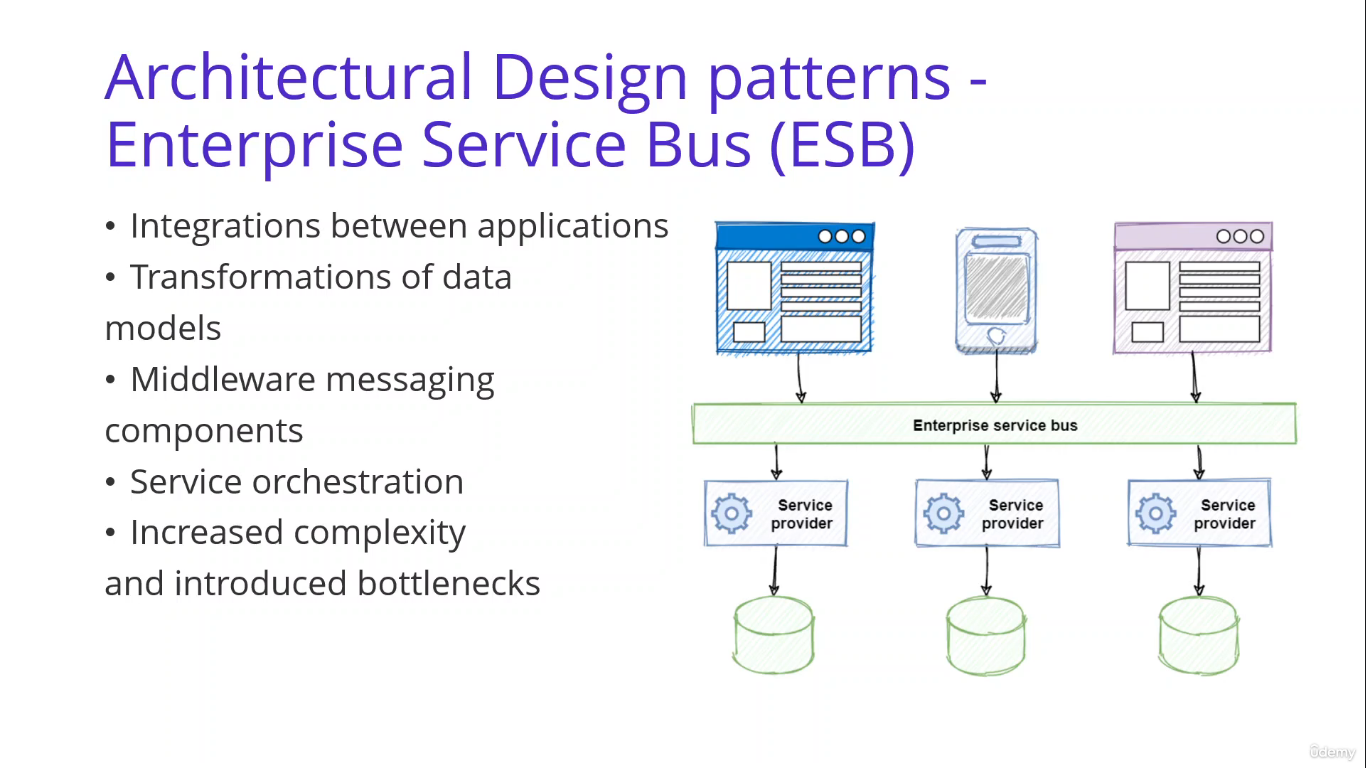 Architectural Design patterns -
Enterprise Service Bus (ESB)
• Integrations between applications
• Transformations of data
models
• Middleware messaging
components
• Service orchestration
• Increased complexity
and introduced bottlenecks
Enterprise service bus
Service
provider
Service
provider
Service
provider
ûdemy